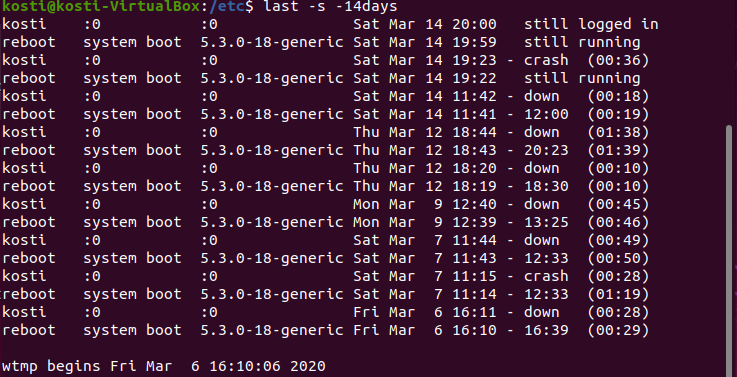 kosti@kosti-VirtualBox:/etc$ last -s -14days
kosti    :0           :0               Sat Mar 14 20:00   still logged in
reboot   system boot  5.3.0-18-generic Sat Mar 14 19:59   still running
kosti    :0           :0               Sat Mar 14 19:23 - crash  (00:36)
reboot   system boot  5.3.0-18-generic Sat Mar 14 19:22   still running
kosti    :0           :0               Sat Mar 14 11:42 - down   (00:18)
reboot   system boot  5.3.0-18-generic Sat Mar 14 11:41 - 12:00  (00:19)
kosti    :0           :0               Thu Mar 12 18:44 - down   (01:38)
reboot   system boot  5.3.0-18-generic Thu Mar 12 18:43 - 20:23  (01:39)
kosti    :0           :0               Thu Mar 12 18:20 - down   (00:10)
reboot   system boot  5.3.0-18-generic Thu Mar 12 18:19 - 18:30  (00:10)
kosti    :0           :0               Mon Mar  9 12:40 - down   (00:45)
reboot   system boot  5.3.0-18-generic Mon Mar  9 12:39 - 13:25  (00:46)
kosti    :0           :0               Sat Mar  7 11:44 - down   (00:49)
reboot   system boot  5.3.0-18-generic Sat Mar  7 11:43 - 12:33  (00:50)
kosti    :0           :0               Sat Mar  7 11:15 - crash  (00:28)
reboot   system boot  5.3.0-18-generic Sat Mar  7 11:14 - 12:33  (01:19)
kosti    :0           :0               Fri Mar  6 16:11 - down   (00:28)
reboot   system boot  5.3.0-18-generic Fri Mar  6 16:10 - 16:39  (00:29)

wtmp begins Fri Mar  6 16:10:06 2020